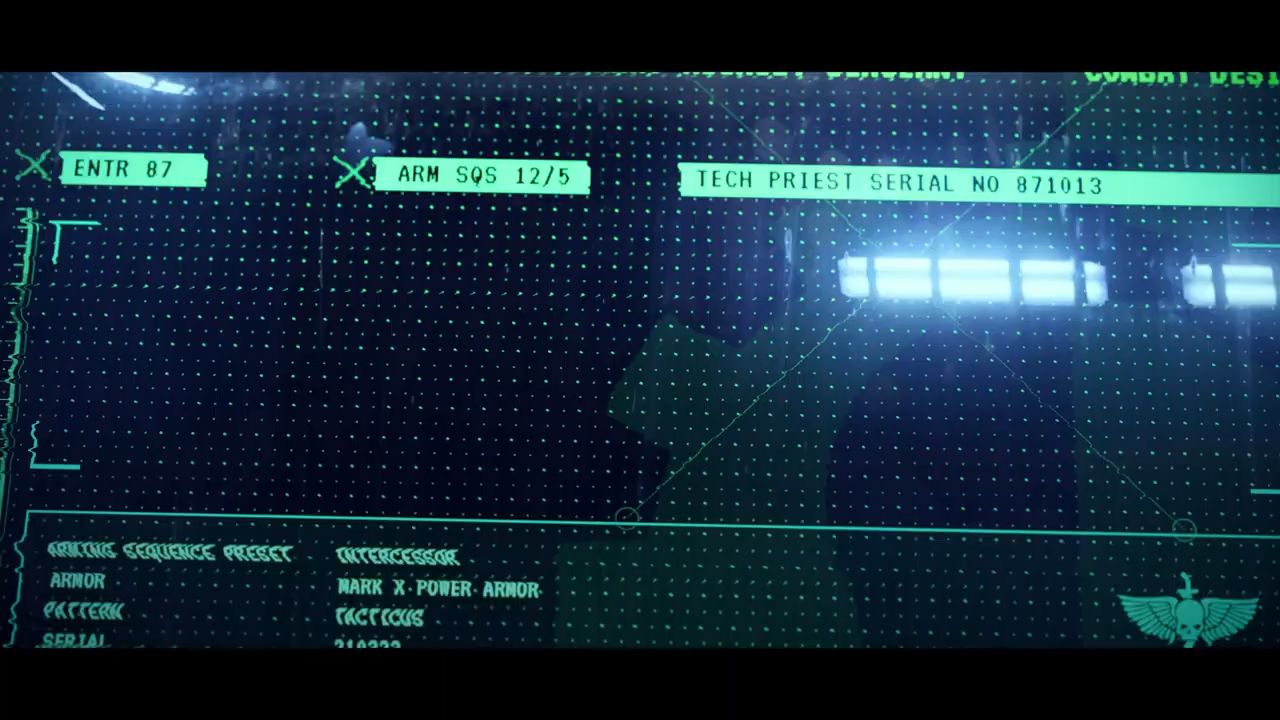 ENTR 87
ARM SQS 12/5
TECH PRIEST SERIAL NO 871013
ARMING SEQUENCE PRESET INTERCESSOR
ARMOR MARK X POWER ARMOR
PATTERN TACTICUS
SERIAL